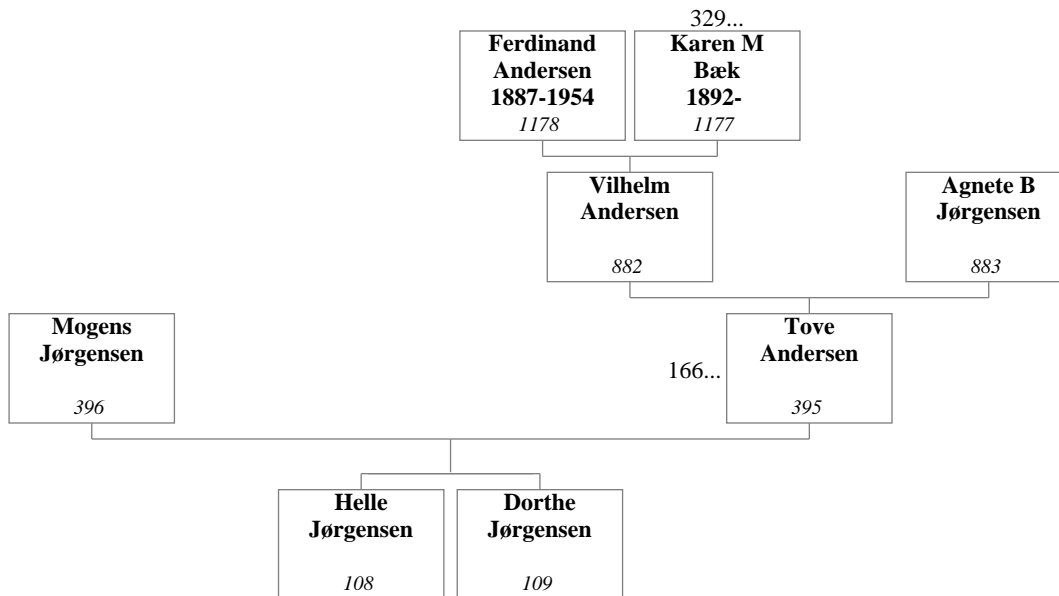 329...
Ferdinand
Andersen
1887-1954
1178
Karen M
Bæk
1892-
1177
Vilhelm
Andersen
882
Agnete B
Jørgensen
883
Mogens
Jørgensen
396
166...
Tove
Andersen
395
Helle
Jørgensen
108
Dorthe
Jørgensen
109